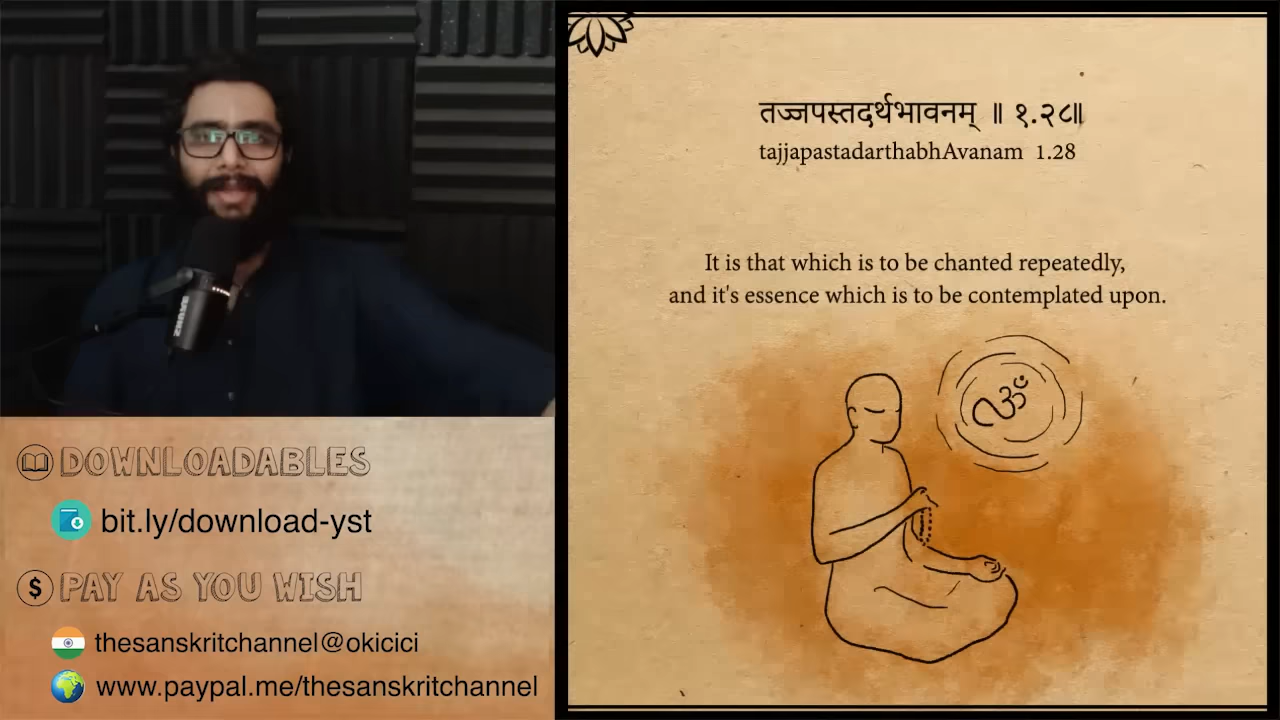 तज्जपस्तदर्थभावनम् ॥ १.२८॥
tajjapastadarthabhAvanam 1.28
It is that which is to be chanted repeatedly,
and it's essence which is to be contemplated upon.
ॐ
DOWNLOADABLES
bit.ly/download-yst
$ PAY AS YOU WISH
thesanskritchannel@okicici
www.paypal.me/thesanskritchannel